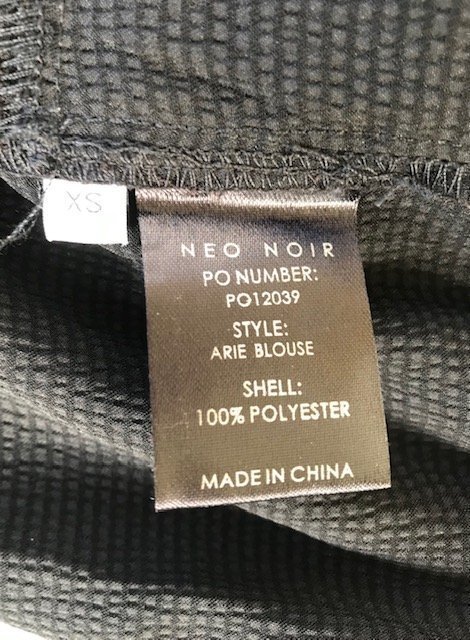 XS
NEO NOIR
PO NUMBER:
PO12039
STYLE:
ARIE BLOUSE
SHELL:
100% POLYESTER
MADE IN CHINA